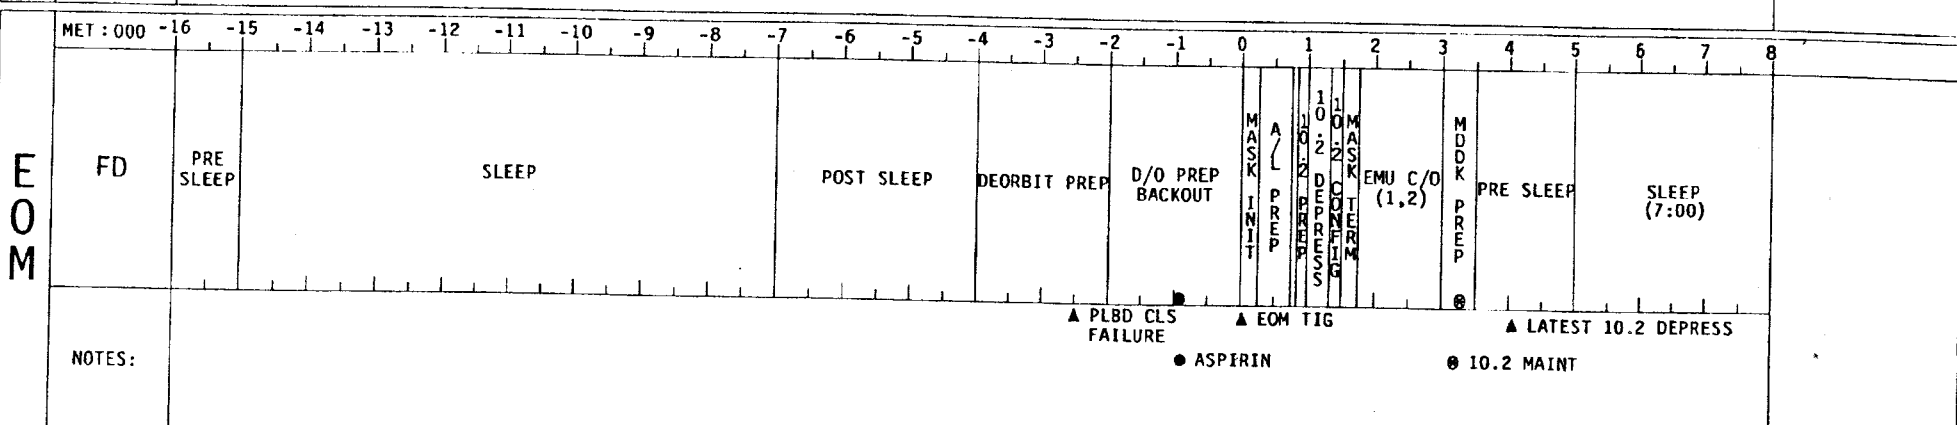 MET:000 -16 -15 -14 -13 -12 -11 -10 -9 -8 -7 -6 -5 -4 -3 -2 -1 0 1 2 3 4 5 6 7 8
EOM
FD
PRE
SLEEP
SLEEP
POST SLEEP
DEORBIT PREP
D/O PREP
BACKOUT
MASK INIT
A/L PREP
10.2 PREP
10.2 DEPRESS
10.2 CONFIG
MASK TERM
EMU C/O
(1,2)
MDDK PREP
PRE SLEEP
SLEEP
(7:00)
▲ PLBD CLS
FAILURE
▲ EOM TIG
▲ LATEST 10.2 DEPRESS
NOTES:
● ASPIRIN
⊗ 10.2 MAINT